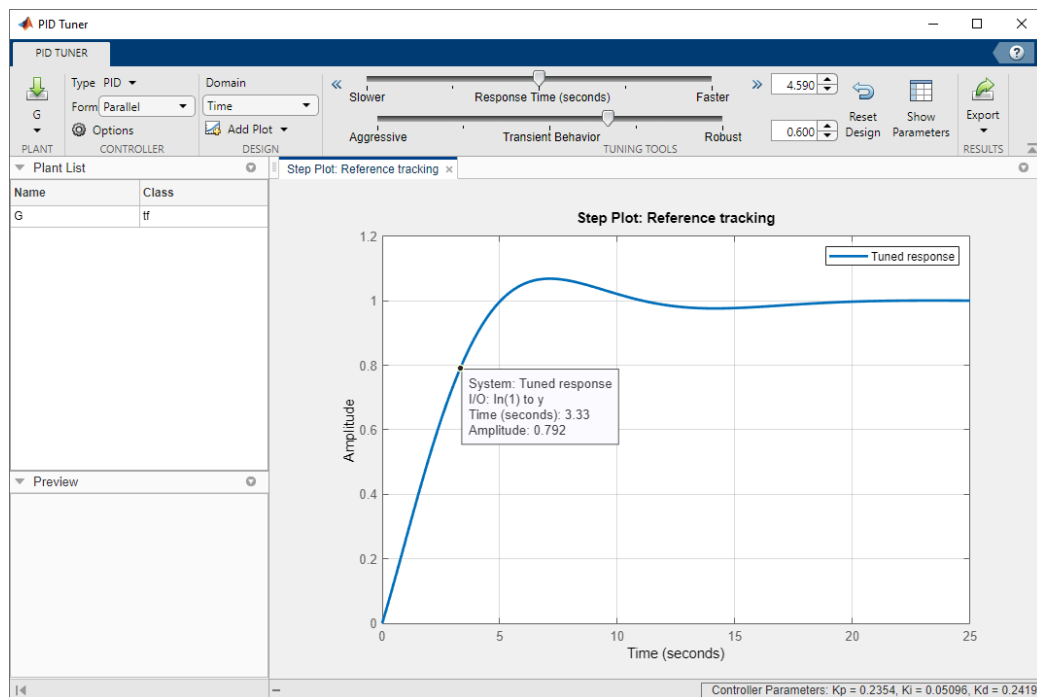 PID Tuner
PID TUNER
?
G
PLANT
Type PID
Form Parallel
Options
CONTROLLER
Domain
Time
Add Plot
DESIGN
Slower Response Time (seconds) Faster
4.590
Aggressive Transient Behavior Robust
0.600
Reset
Design
Show
Parameters
TUNING TOOLS
Export
RESULTS
Plant List
Name Class
G tf
Preview
Step Plot: Reference tracking
Step Plot: Reference tracking
Tuned response
1.2
1
0.8
0.6
0.4
0.2
0
Amplitude
System: Tuned response
I/O: In(1) to y
Time (seconds): 3.33
Amplitude: 0.792
0 5 10 15 20 25
Time (seconds)
Controller Parameters: Kp = 0.2354, Ki = 0.05096, Kd = 0.2419